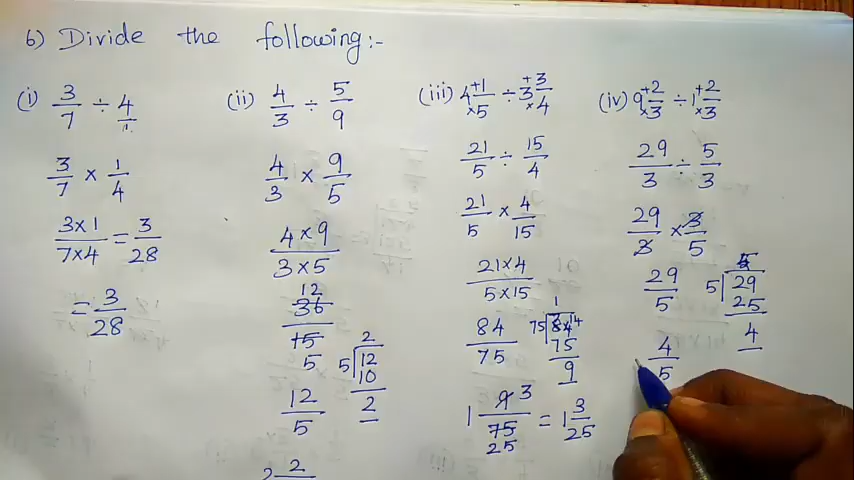 6) Divide the following:-
(i) 3/7 ÷ 4/1
3/7 × 1/4
3×1/7×4 = 3/28
= 3/28
(ii) 4/3 ÷ 5/9
4/3 × 9/5
4×9/3×5
12
36/15
5
2
5 12
10
2
12/5
2 2
(iii) 4 +1/×5 ÷ 3 +3/×4
21/5 ÷ 15/4
21/5 × 4/15
21×4/5×15
84/75
1
75 84 14
75
9
1 9/75 3 = 1 3/25
25
(iv) 9 +2/×3 ÷ 1 +2/×3
29/3 ÷ 5/3
29/3 × 3/5
29/5
5
5 29
25
4
4/5